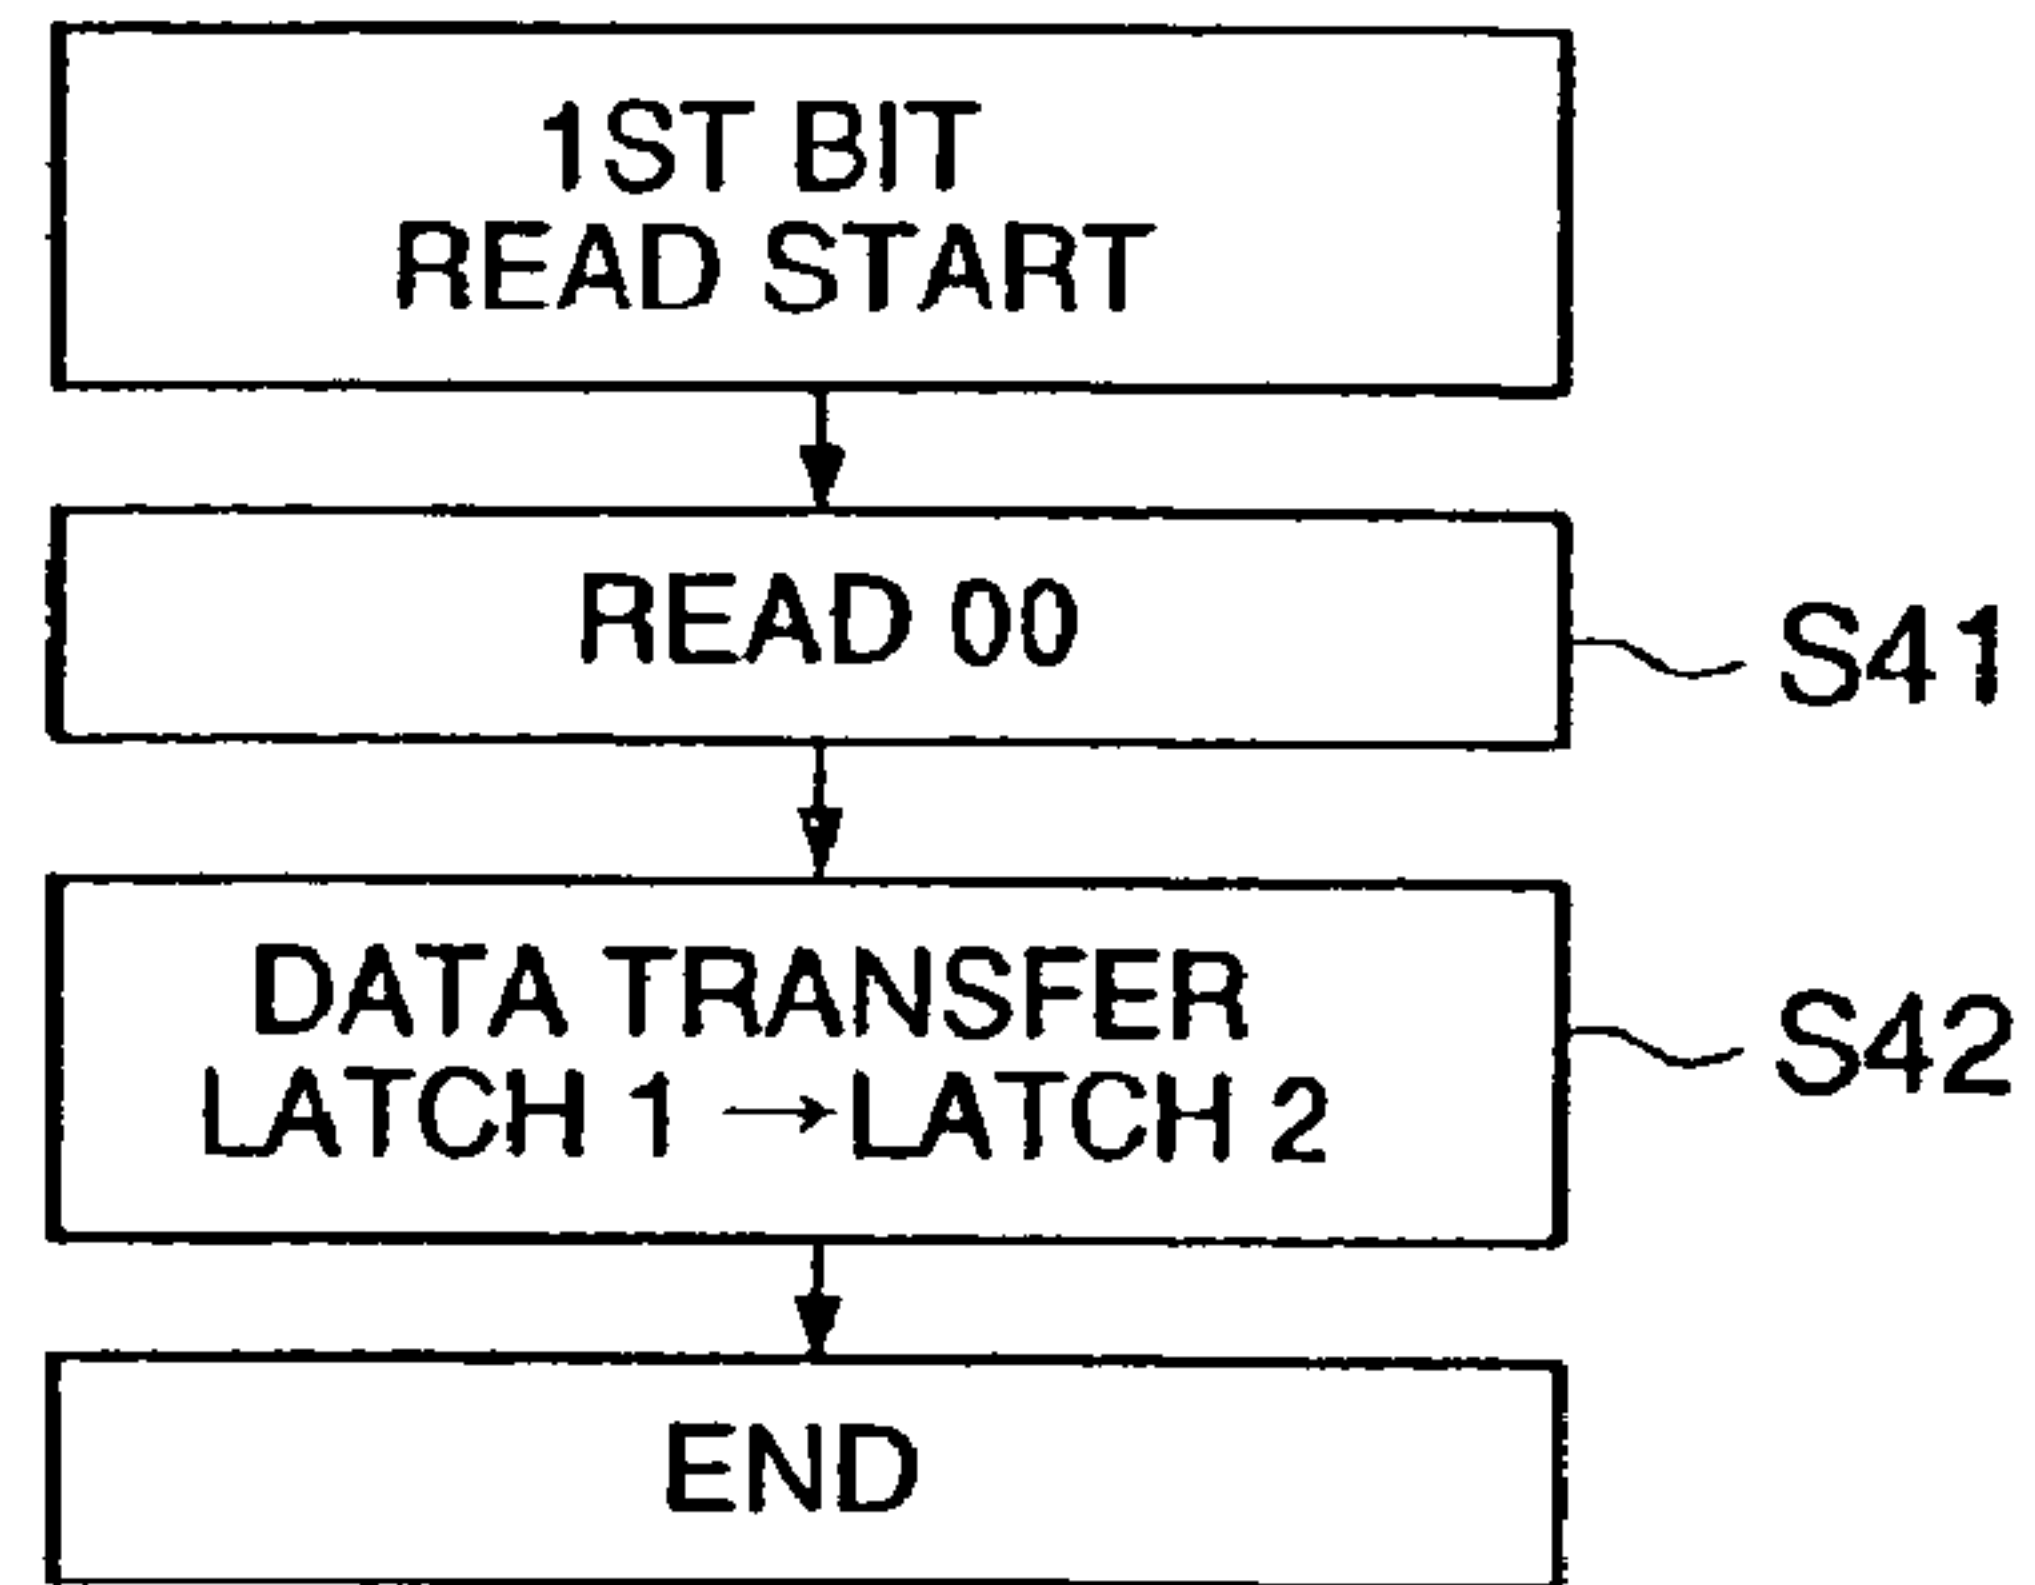 1ST BIT
READ START
READ 00
S41
DATA TRANSFER
LATCH 1 → LATCH 2
S42
END